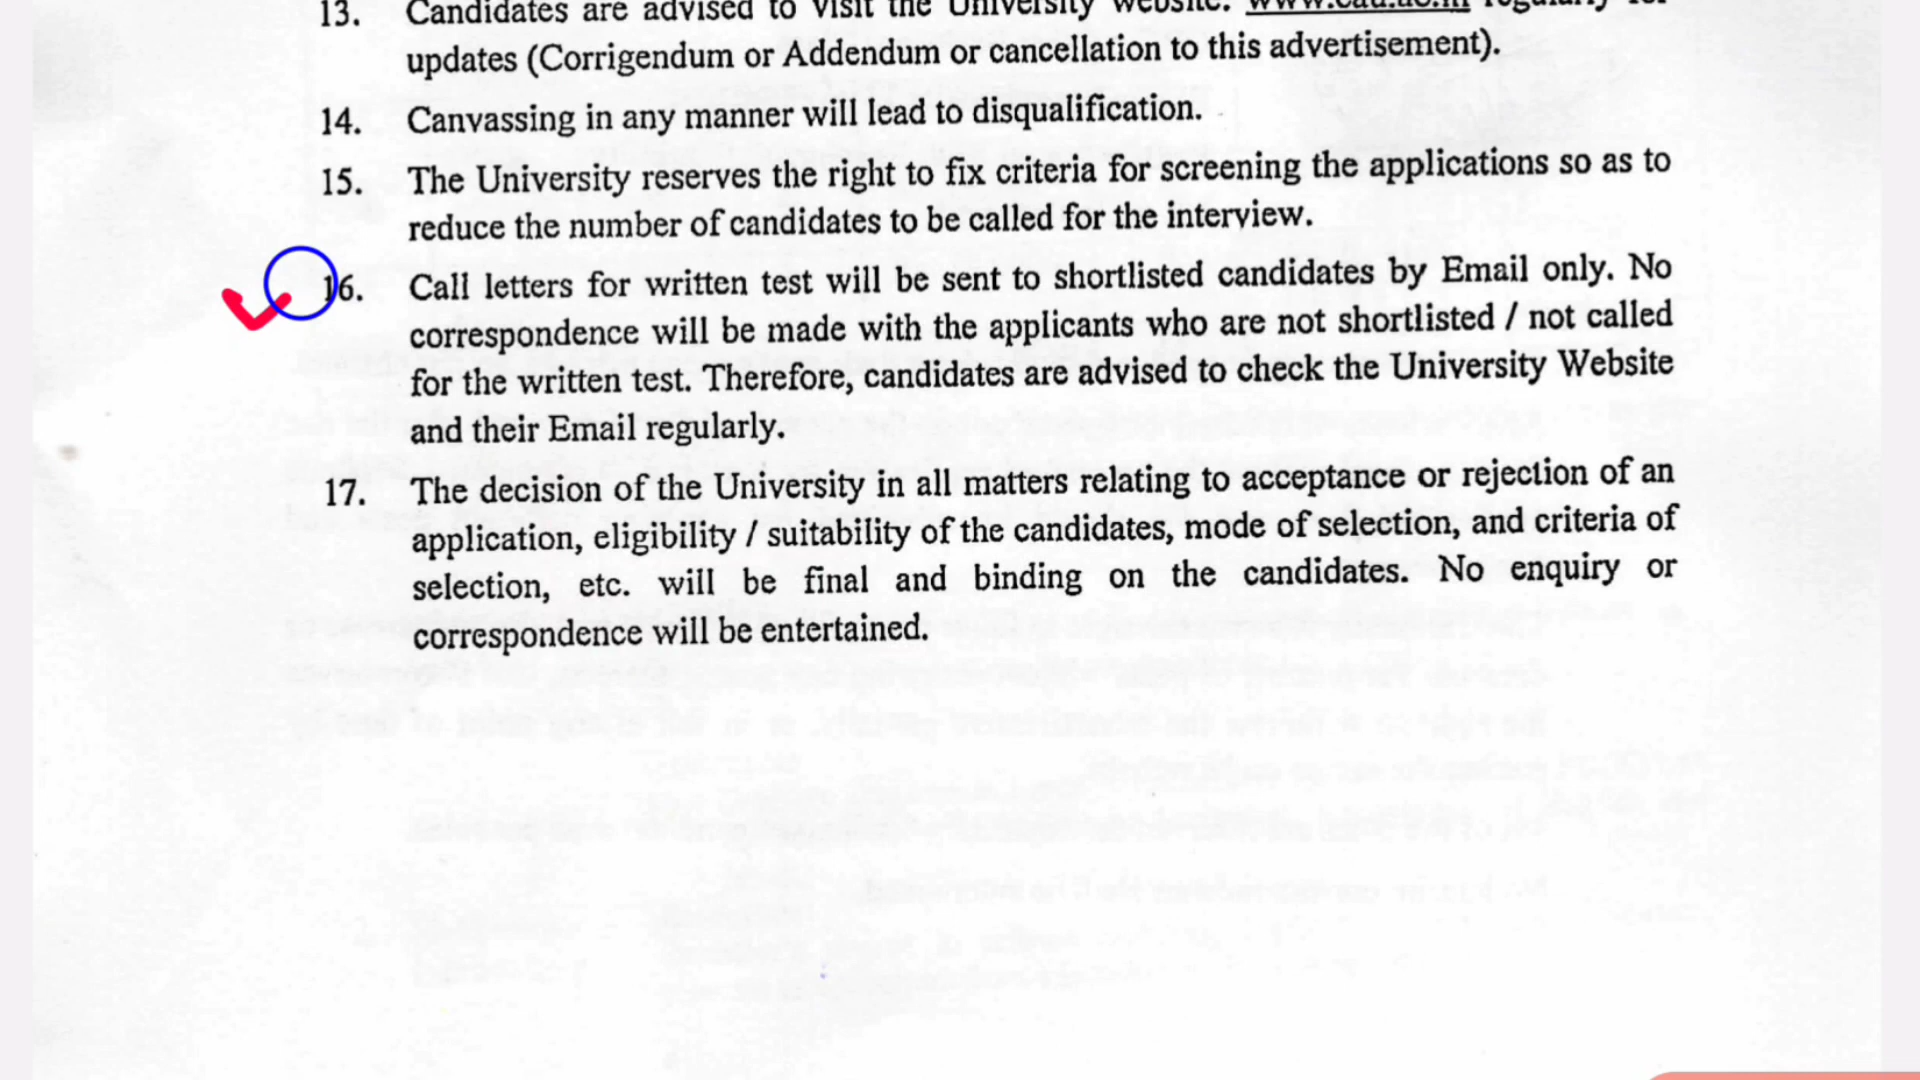 13. Candidates are advised to visit the University website: www.cau.ac.in regularly for
updates (Corrigendum or Addendum or cancellation to this advertisement).
14. Canvassing in any manner will lead to disqualification.
15. The University reserves the right to fix criteria for screening the applications so as to
reduce the number of candidates to be called for the interview.
16. Call letters for written test will be sent to shortlisted candidates by Email only. No
correspondence will be made with the applicants who are not shortlisted / not called
for the written test. Therefore, candidates are advised to check the University Website
and their Email regularly.
17. The decision of the University in all matters relating to acceptance or rejection of an
application, eligibility / suitability of the candidates, mode of selection, and criteria of
selection, etc. will be final and binding on the candidates. No enquiry or
correspondence will be entertained.